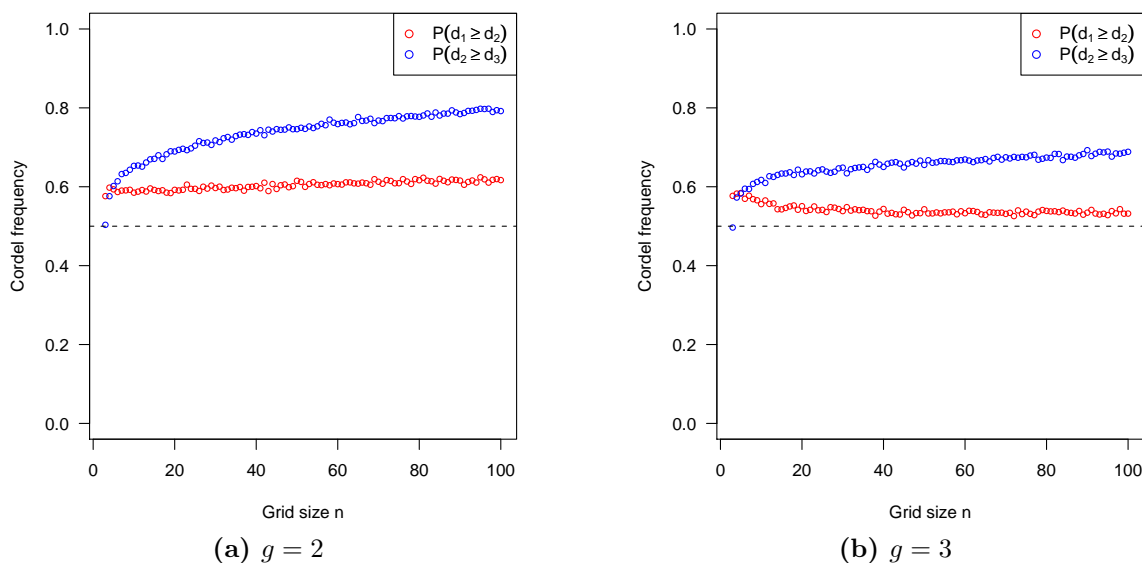 P(d₁ ≥ d₂)
P(d₂ ≥ d₃)
1.0
0.8
0.6
0.4
0.2
0.0
Cordel frequency
0 20 40 60 80 100
Grid size n
(a) g = 2
P(d₁ ≥ d₂)
P(d₂ ≥ d₃)
1.0
0.8
0.6
0.4
0.2
0.0
Cordel frequency
0 20 40 60 80 100
Grid size n
(b) g = 3